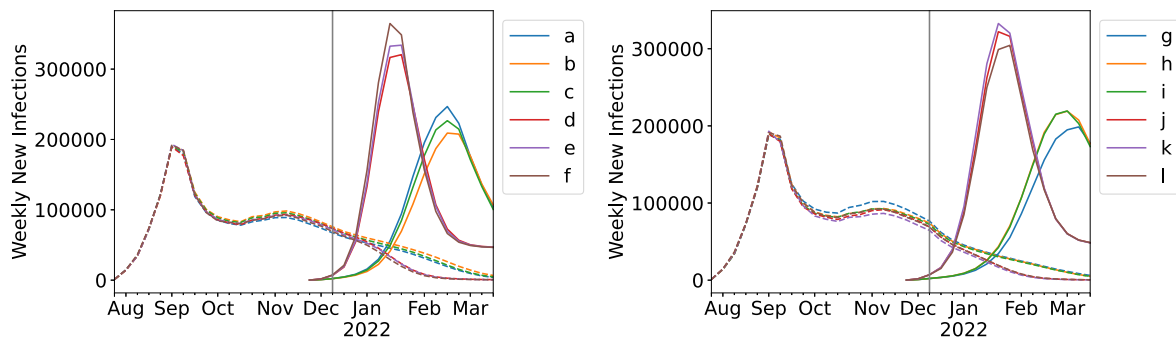 Weekly New Infections
300000
200000
100000
0
Aug Sep Oct Nov Dec Jan Feb Mar
2022
a
b
c
d
e
f
Weekly New Infections
300000
200000
100000
0
Aug Sep Oct Nov Dec Jan Feb Mar
2022
g
h
i
j
k
l